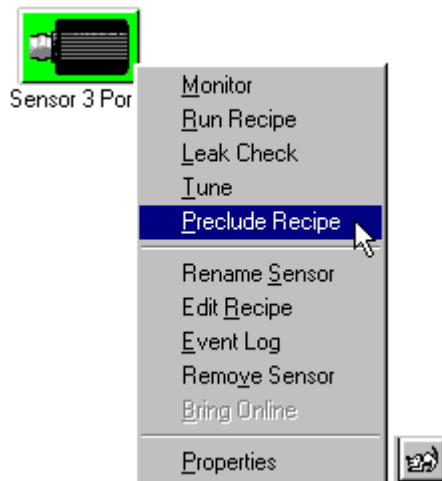 Sensor 3 Por
Monitor
Run Recipe
Leak Check
Tune
Preclude Recipe
Rename Sensor
Edit Recipe
Event Log
Remove Sensor
Bring Online
Properties